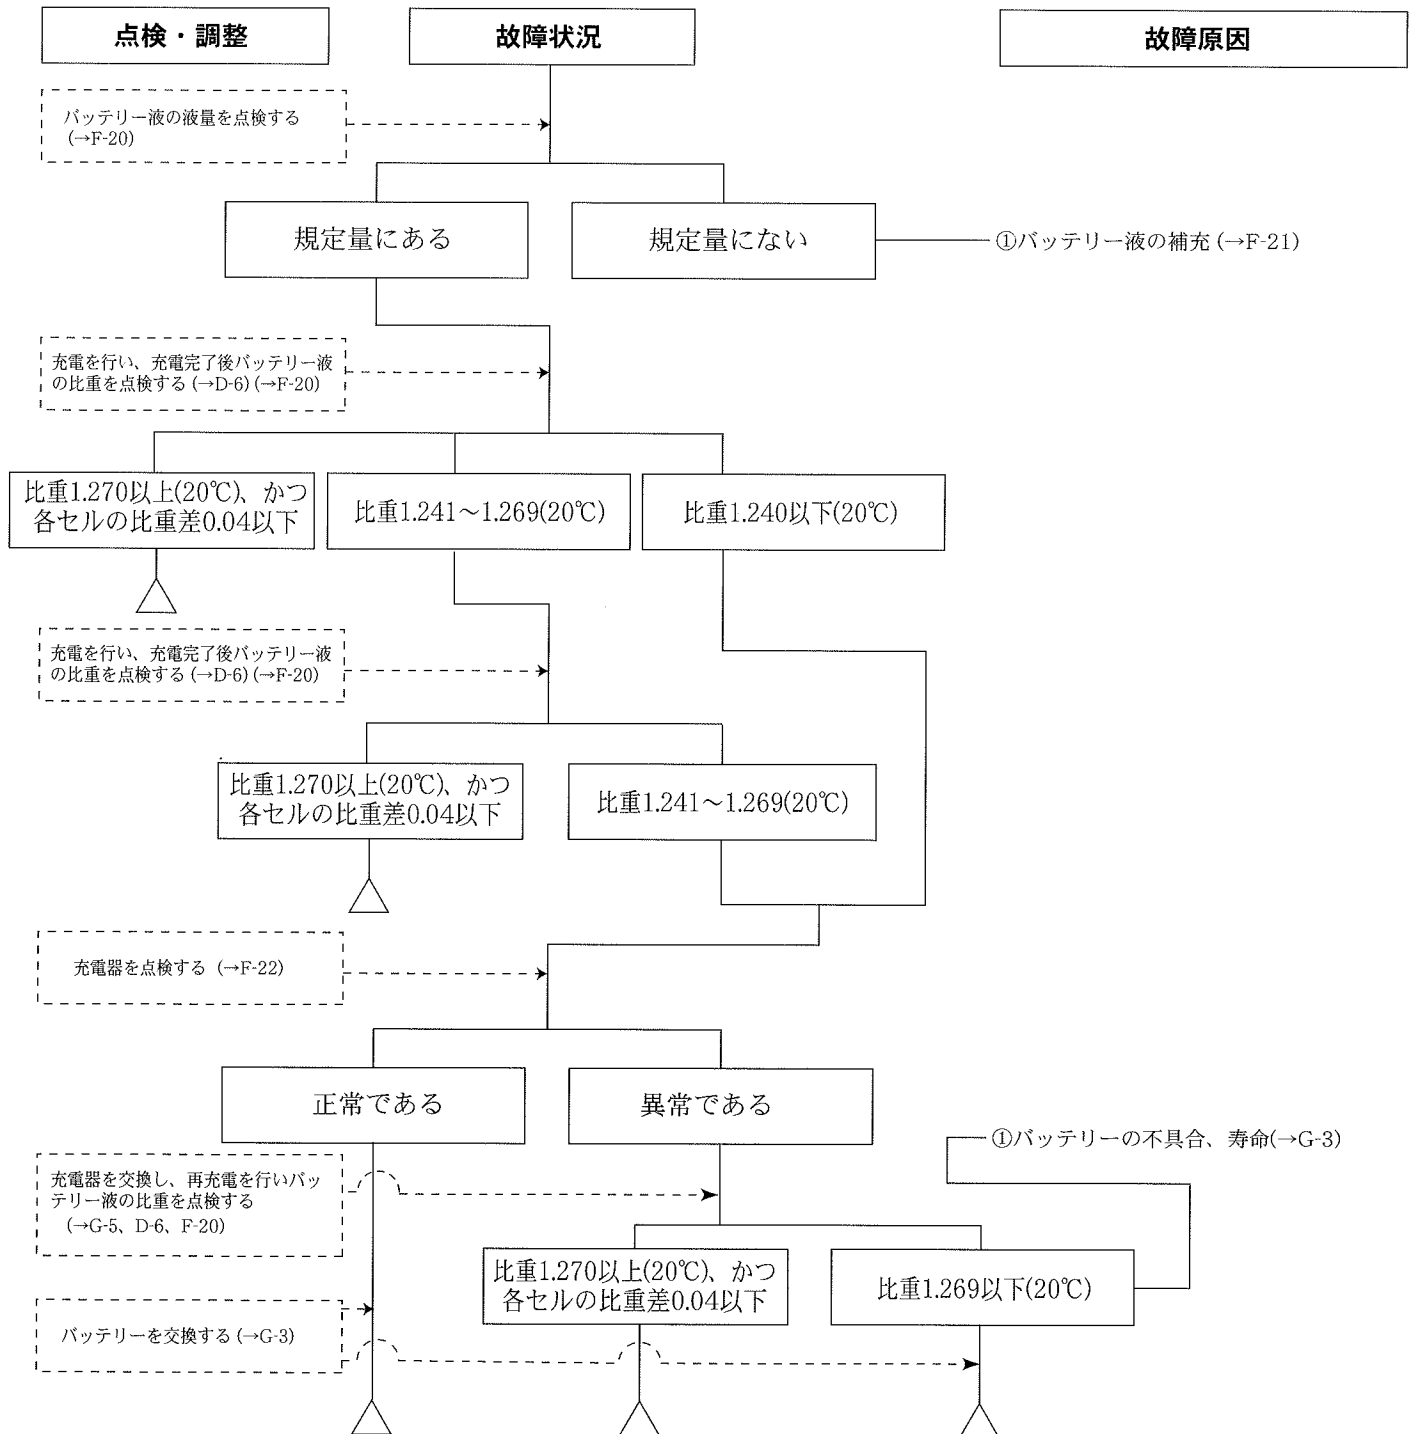 点検・調整
故障状況
故障原因
バッテリー液の液量を点検する
(→F-20)
規定量にある
規定量にない
①バッテリー液の補充 (→F-21)
充電を行い、充電完了後バッテリー液
の比重を点検する (→D-6) (→F-20)
比重1.270以上(20℃)、かつ
各セルの比重差0.04以下
比重1.241～1.269(20℃)
比重1.240以下(20℃)
充電を行い、充電完了後バッテリー液
の比重を点検する (→D-6) (→F-20)
比重1.270以上(20℃)、かつ
各セルの比重差0.04以下
比重1.241～1.269(20℃)
充電器を点検する (→F-22)
正常である
異常である
①バッテリーの不具合、寿命(→G-3)
充電器を交換し、再充電を行いバッ
テリー液の比重を点検する
(→G-5、D-6、F-20)
比重1.270以上(20℃)、かつ
各セルの比重差0.04以下
比重1.269以下(20℃)
バッテリーを交換する (→G-3)